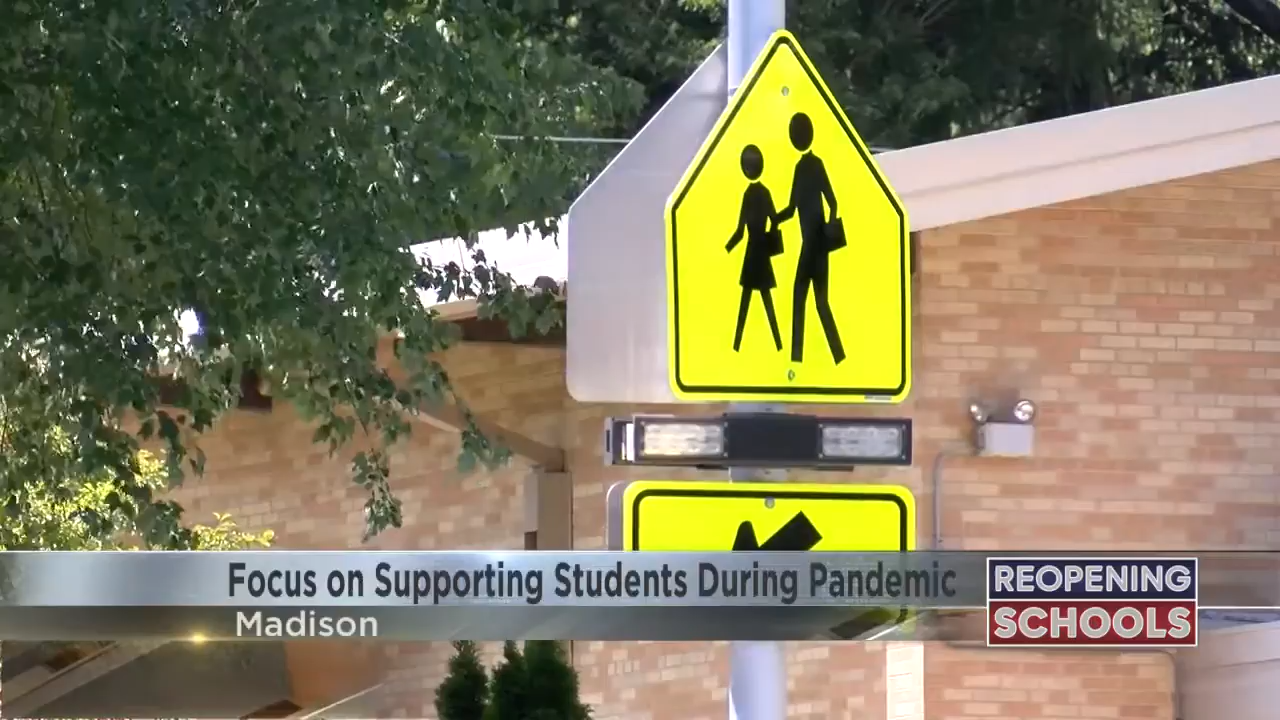 Focus on Supporting Students During Pandemic
Madison
REOPENING
SCHOOLS